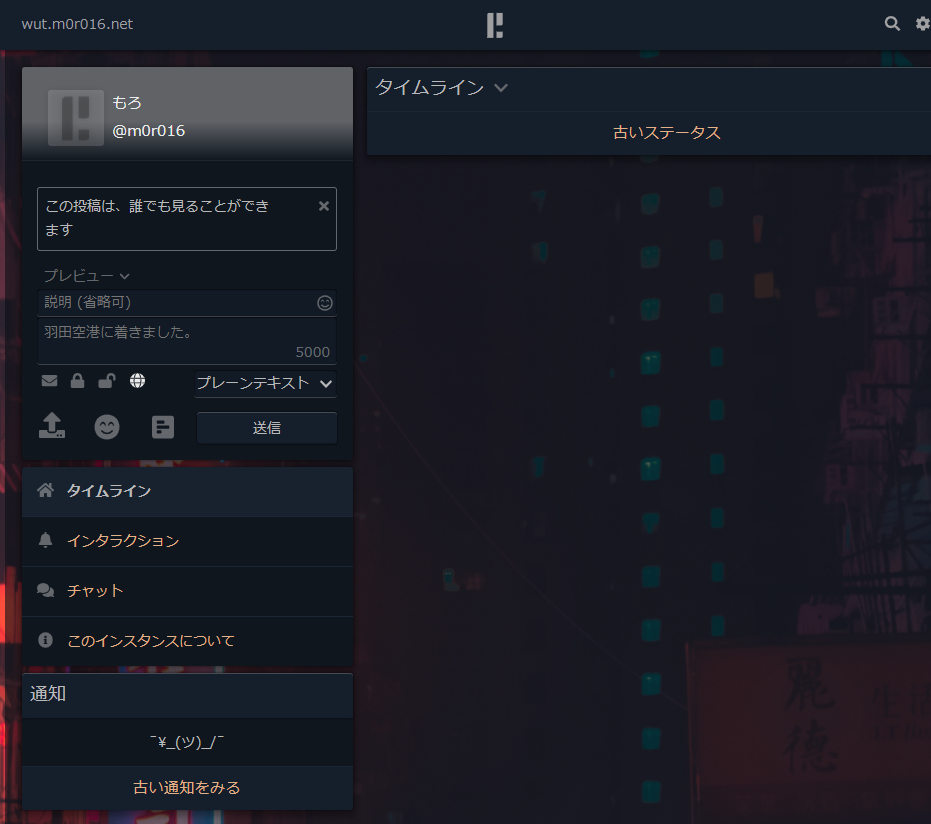 wut.m0r016.net
もろ
@m0r016
この投稿は、誰でも見ることができ
ます
プレビュー
説明 (省略可)
羽田空港に着きました。
5000
プレーンテキスト
送信
タイムライン
インタラクション
チャット
このインスタンスについて
通知
¯¥_(ツ)_/¯
古い通知をみる
タイムライン
古いステータス
麗
徳
生活